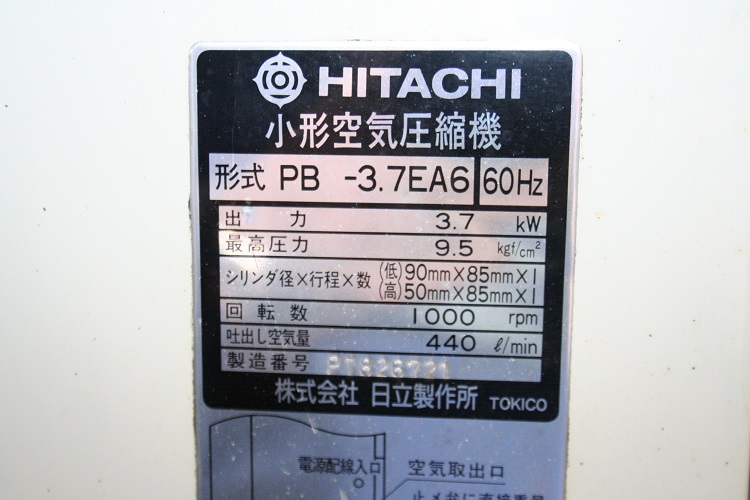 HITACHI
小形空気圧縮機
形式 PB -3.7EA6 60Hz
出 力 3.7 kW
最高圧力 9.5 kgf/cm²
シリンダ径×行程×数 (低)90mm×85mm×1
(高)50mm×85mm×1
回転数 1000 rpm
吐出し空気量 440 ℓ/min
製造番号
株式会社 日立製作所 TOKICO
電源配線入口 空気取出口